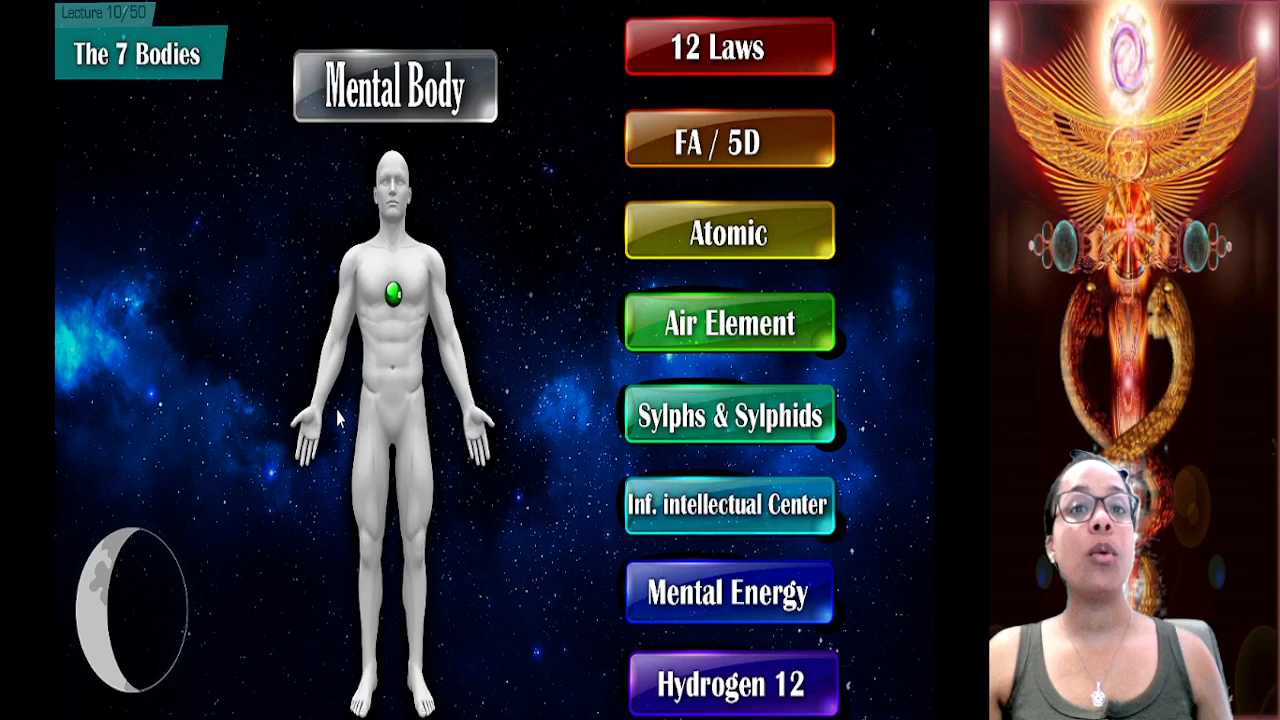 Lecture 10/50
The 7 Bodies
Mental Body
12 Laws
FA / 5D
Atomic
Air Element
Sylphs & Sylphids
Inf. intellectual Center
Mental Energy
Hydrogen 12